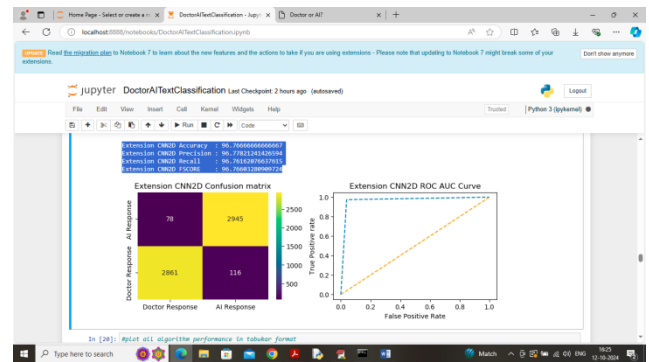 Home Page - Select or create a n
DoctorAITextClassification - Jupyt
Doctor or AI?
localhost:8888/notebooks/DoctorAITextClassification.ipynb
UPDATE Read the migration plan to Notebook 7 to learn about the new features and the actions to take if you are using extensions - Please note that updating to Notebook 7 might break some of your extensions.
Don't show anymore
jupyter DoctorAITextClassification Last Checkpoint: 2 hours ago (autosaved)
Logout
File Edit View Insert Cell Kernel Widgets Help
Trusted
Python 3 (ipykernel)
Run
Code
Extension CNN2D Accuracy : 96.76666666666667
Extension CNN2D Precision : 96.77821241426594
Extension CNN2D Recall : 96.76162076637615
Extension CNN2D FSCORE : 96.76603280909724
Extension CNN2D Confusion matrix
AI Response
Doctor Response
78
2945
2861
116
Doctor Response
AI Response
2500
2000
1500
1000
500
Extension CNN2D ROC AUC Curve
True Positive rate
1.0
0.8
0.6
0.4
0.2
0.0
0.0 0.2 0.4 0.6 0.8 1.0
False Positive Rate
In [20]: #plot all algorithm performance in tabuker format
Type here to search
Match
ENG
16:25
12-10-2024